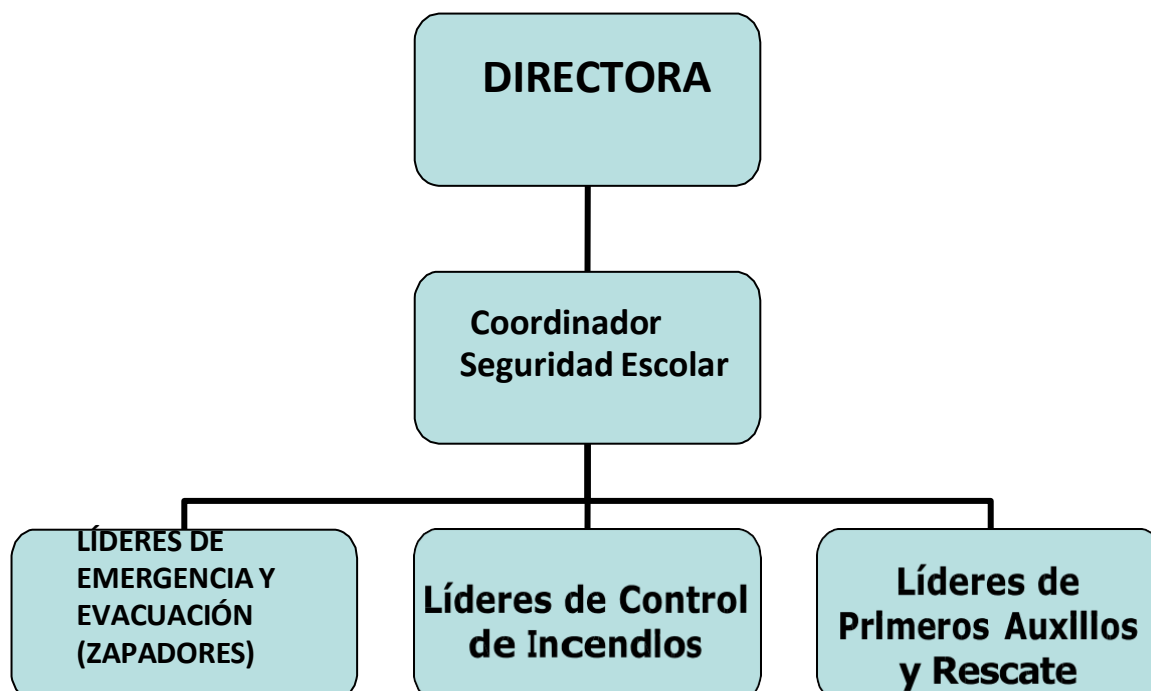 DIRECTORA
Coordinador
Seguridad Escolar
LÍDERES DE
EMERGENCIA Y
EVACUACIÓN
(ZAPADORES)
Líderes de Control
de Incendlos
Líderes de
Prlmeros Auxlllos
y Rescate